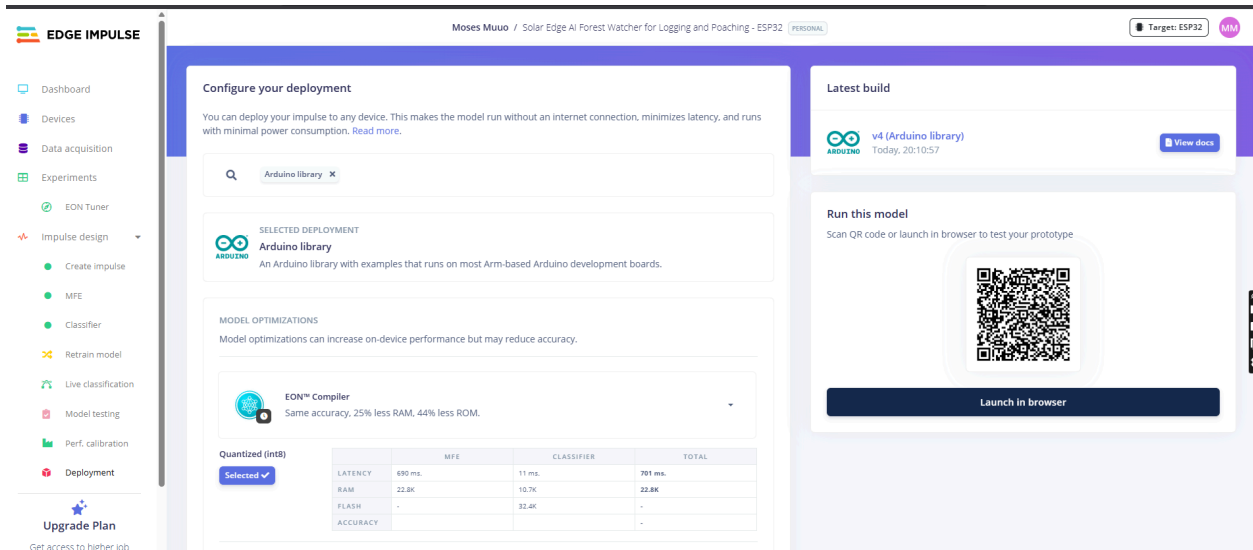 EDGE IMPULSE
Moses Muuo / Solar Edge AI Forest Watcher for Logging and Poaching - ESP32 PERSONAL
Target: ESP32
MM
Dashboard
Devices
Data acquisition
Experiments
EON Tuner
Impulse design
Create impulse
MFE
Classifier
Retrain model
Live classification
Model testing
Perf. calibration
Deployment
Upgrade Plan
Get access to higher job
Configure your deployment
You can deploy your impulse to any device. This makes the model run without an internet connection, minimizes latency, and runs
with minimal power consumption. Read more.
Arduino library ×
SELECTED DEPLOYMENT
ARDUINO
Arduino library
An Arduino library with examples that runs on most Arm-based Arduino development boards.
MODEL OPTIMIZATIONS
Model optimizations can increase on-device performance but may reduce accuracy.
EON™ Compiler
Same accuracy, 25% less RAM, 44% less ROM.
Quantized (int8)
Selected ✓
MFE CLASSIFIER TOTAL
LATENCY 690 ms. 11 ms. 701 ms.
RAM 22.8K 10.7K 22.8K
FLASH - 32.4K -
ACCURACY -
Latest build
ARDUINO
v4 (Arduino library)
Today, 20:10:57
View docs
Run this model
Scan QR code or launch in browser to test your prototype
Launch in browser